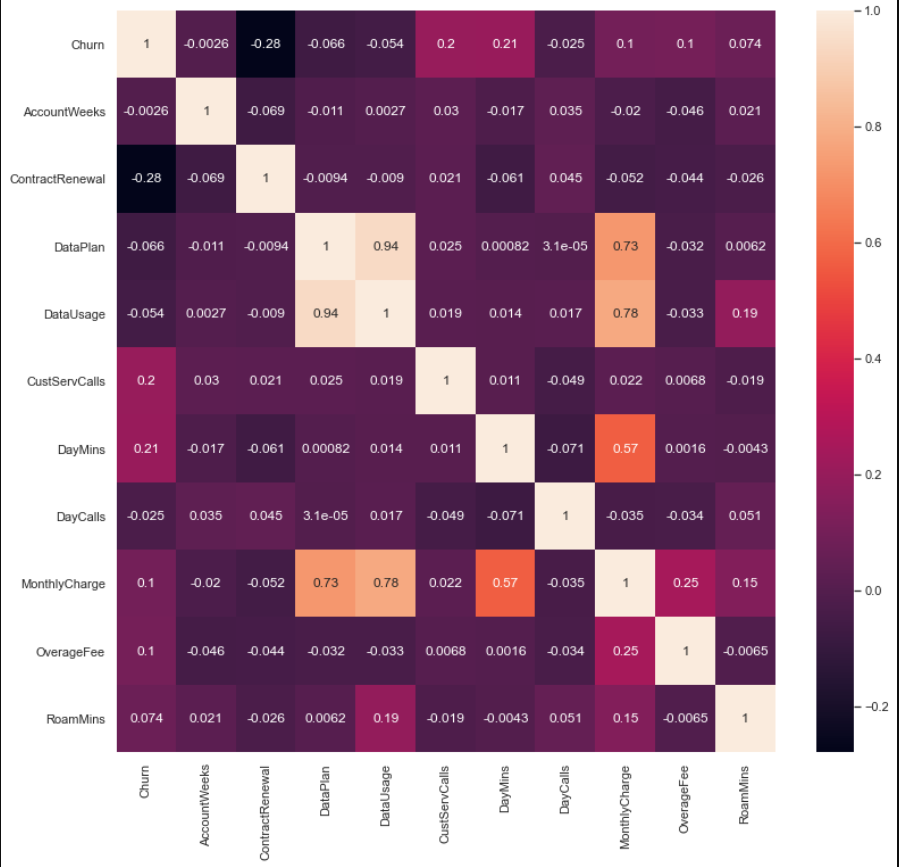 1.0
Churn 1 -0.0026 -0.28 -0.066 -0.054 0.2 0.21 -0.025 0.1 0.1 0.074
AccountWeeks -0.0026 1 -0.069 -0.011 0.0027 0.03 -0.017 0.035 -0.02 -0.046 0.021
0.8
ContractRenewal -0.28 -0.069 1 -0.0094 -0.009 0.021 -0.061 0.045 -0.052 -0.044 -0.026
DataPlan -0.066 -0.011 -0.0094 1 0.94 0.025 0.00082 3.1e-05 0.73 -0.032 0.0062
0.6
DataUsage -0.054 0.0027 -0.009 0.94 1 0.019 0.014 0.017 0.78 -0.033 0.19
0.4
CustServCalls 0.2 0.03 0.021 0.025 0.019 1 0.011 -0.049 0.022 0.0068 -0.019
DayMins 0.21 -0.017 -0.061 0.00082 0.014 0.011 1 -0.071 0.57 0.0016 -0.0043
0.2
DayCalls -0.025 0.035 0.045 3.1e-05 0.017 -0.049 -0.071 1 -0.035 -0.034 0.051
MonthlyCharge 0.1 -0.02 -0.052 0.73 0.78 0.022 0.57 -0.035 1 0.25 0.15
0.0
OverageFee 0.1 -0.046 -0.044 -0.032 -0.033 0.0068 0.0016 -0.034 0.25 1 -0.0065
RoamMins 0.074 0.021 -0.026 0.0062 0.19 -0.019 -0.0043 0.051 0.15 -0.0065 1
-0.2
Churn
AccountWeeks
ContractRenewal
DataPlan
DataUsage
CustServCalls
DayMins
DayCalls
MonthlyCharge
OverageFee
RoamMins